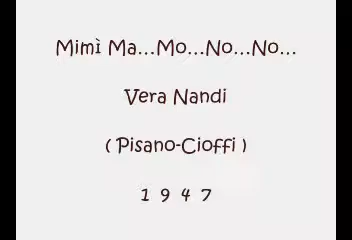 Mimì Ma...Mo...No...No...
Vera Nandi
( Pisano-Cioffi )
1 9 4 7